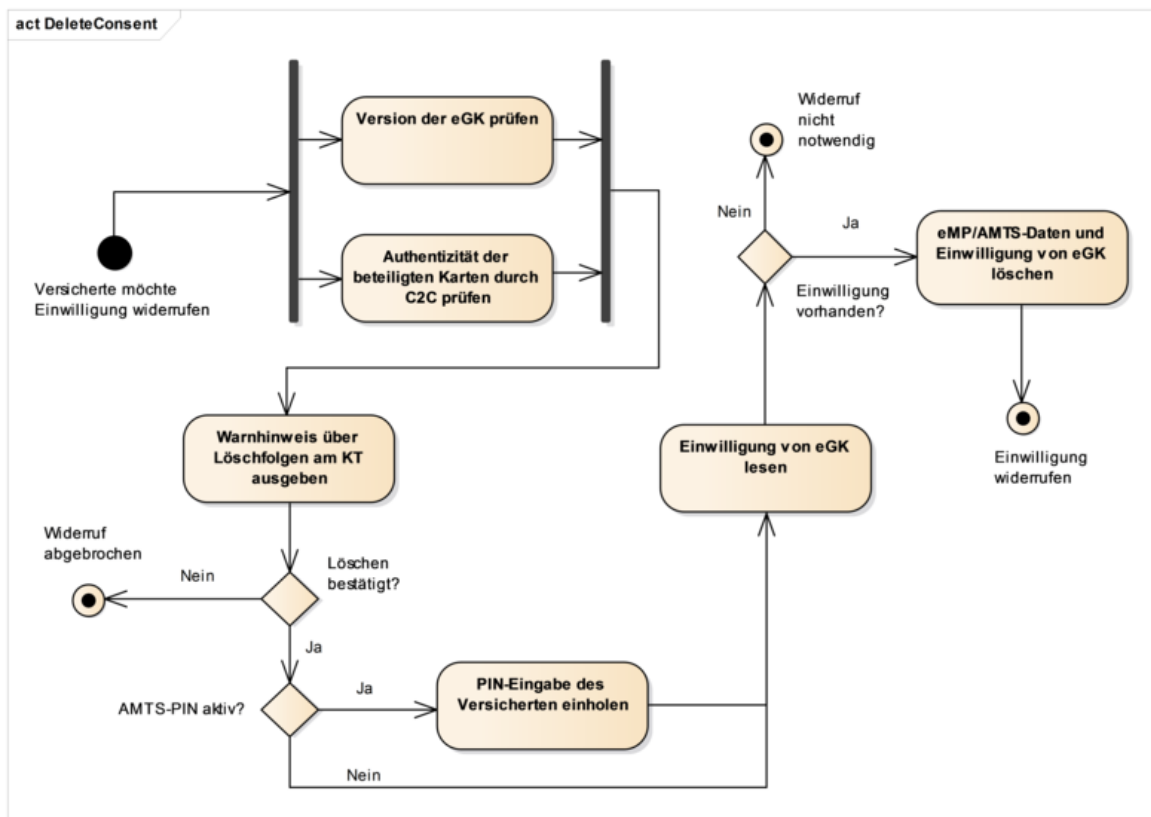 act DeleteConsent
Version der eGK prüfen
Authentizität der
beteiligten Karten durch
C2C prüfen
Versicherte möchte
Einwilligung widerrufen
Warnhinweis über
Löschfolgen am KT
ausgeben
Widerruf
abgebrochen
Nein
Löschen
bestätigt?
Ja
AMTS-PIN aktiv?
Ja
PIN-Eingabe des
Versicherten einholen
Nein
Einwilligung von eGK
lesen
Widerruf
nicht
notwendig
Nein
Ja
Einwilligung
vorhanden?
eMP/AMTS-Daten und
Einwilligung von eGK
löschen
Einwilligung
widerrufen